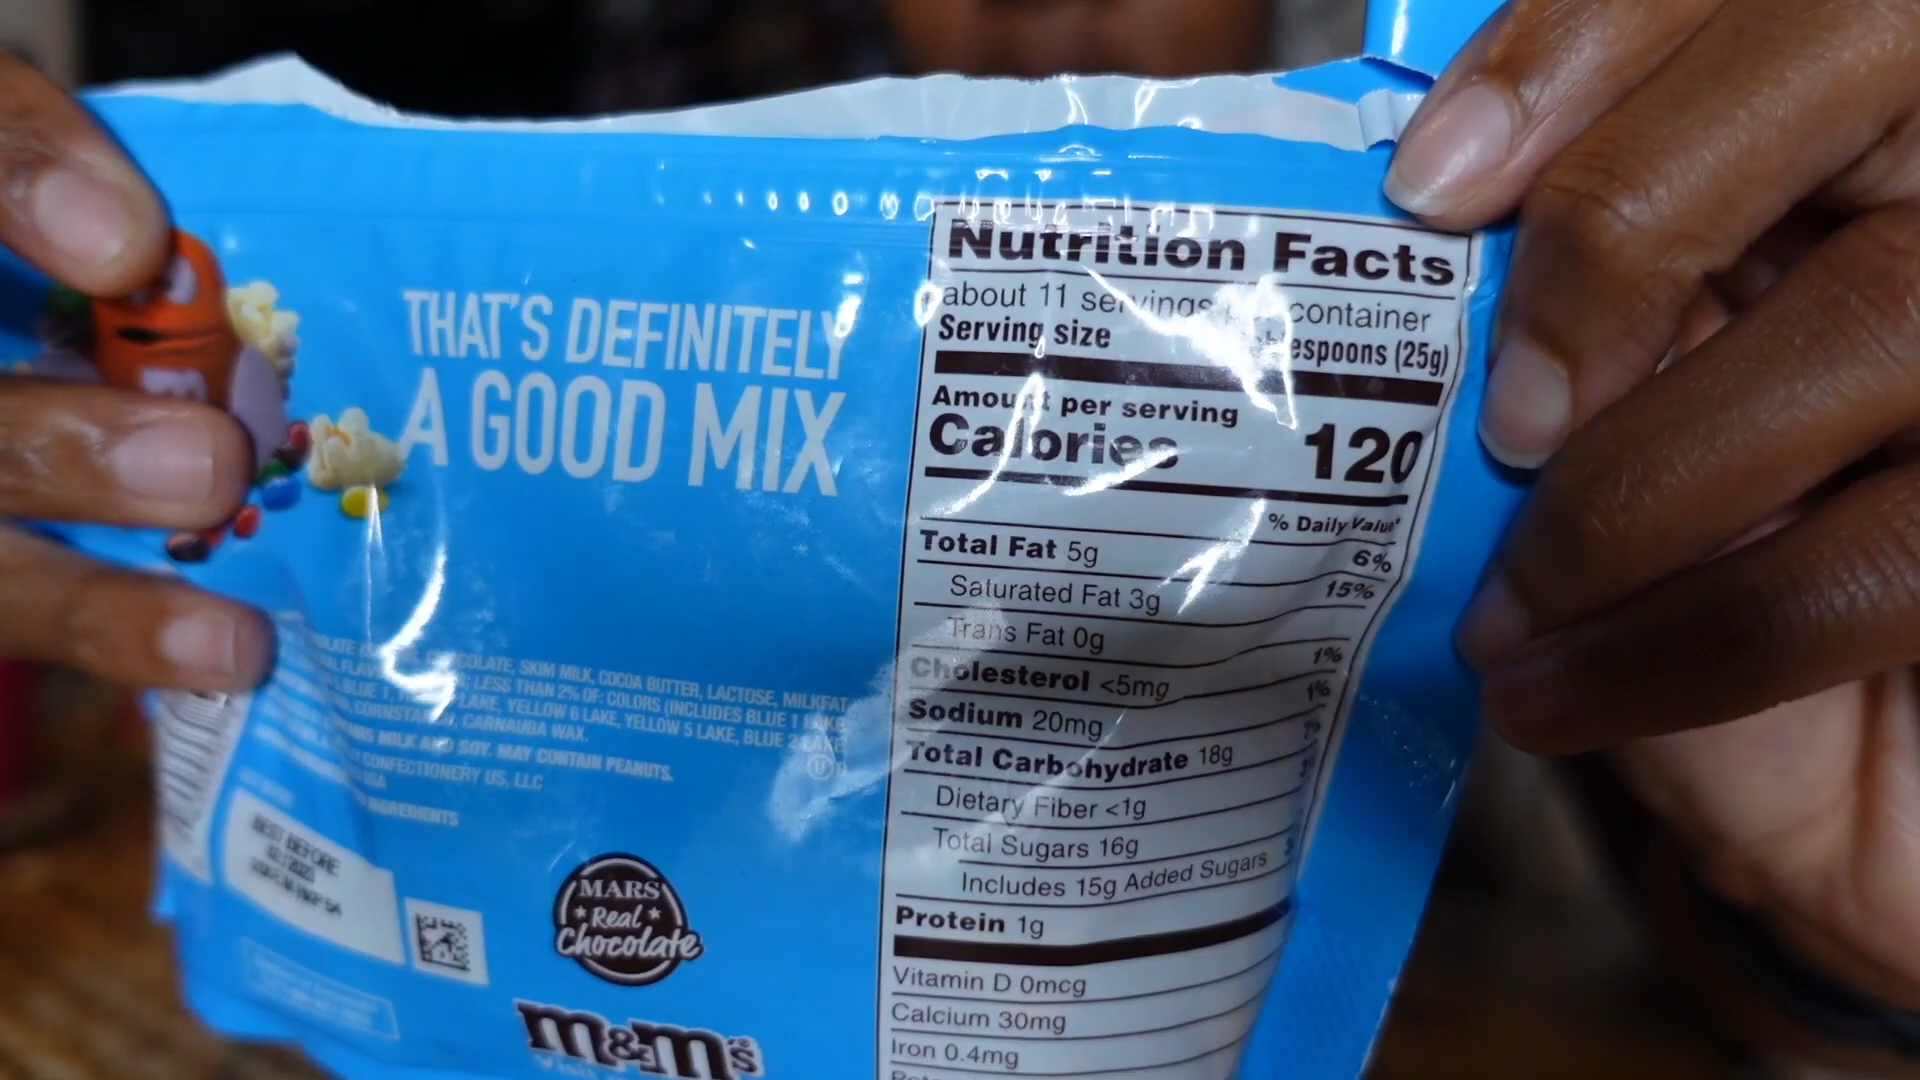 THAT'S DEFINITELY
A GOOD MIX
COLATE, SKIM MILK, COCOA BUTTER, LACTOSE, MILKFAT,
LESS THAN 2% OF: COLORS (INCLUDES BLUE 1 LAKE
LAKE, YELLOW 6 LAKE, YELLOW 5 LAKE, BLUE 2 LAKE
CARNAUBA WAX.
MILK AND SOY. MAY CONTAIN PEANUTS.
CONFECTIONERY US, LLC
USA
INGREDIENTS
BEST BEFORE
MARS
Real
Chocolate
m&m's
Nutrition Facts
about 11 servings container
Serving size (25g)
Amount per serving
Calories 120
% Daily Value*
Total Fat 5g 6%
Saturated Fat 3g 15%
Trans Fat 0g
Cholesterol <5mg 1%
Sodium 20mg 1%
Total Carbohydrate 18g
Dietary Fiber <1g
Total Sugars 16g
Includes 15g Added Sugars
Protein 1g
Vitamin D 0mcg
Calcium 30mg
Iron 0.4mg